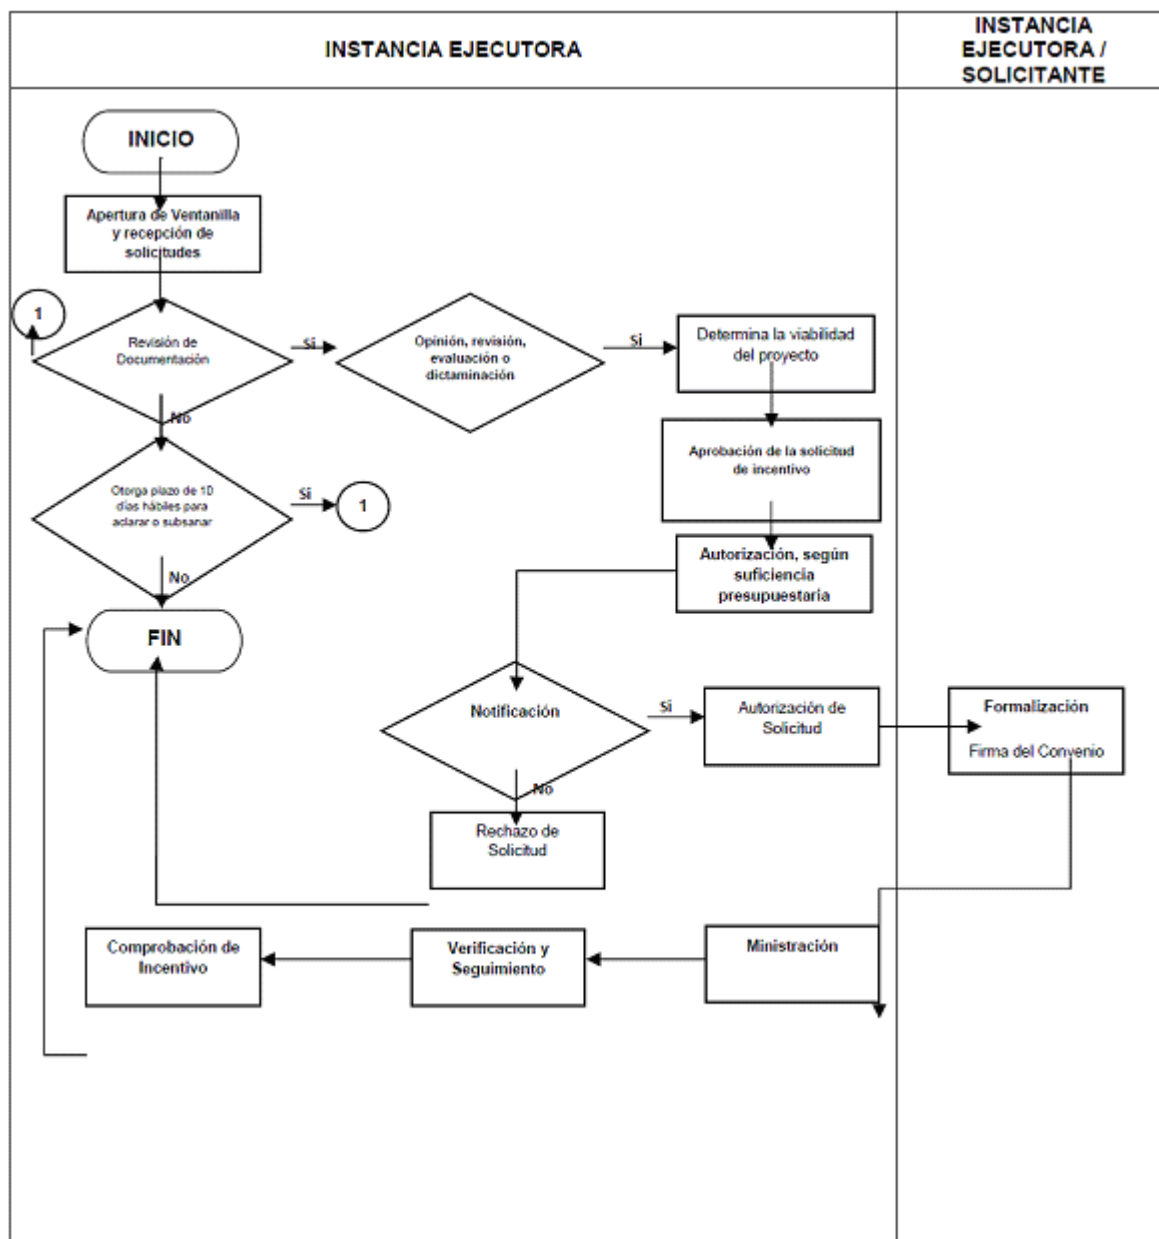 INSTANCIA EJECUTORA
INSTANCIA
EJECUTORA /
SOLICITANTE
INICIO
Apertura de Ventanilla
y recepción de
solicitudes
1
Revisión de
Documentación
Si
Opinión, revisión,
evaluación o
dictaminación
Si
Determina la viabilidad
del proyecto
No
Aprobación de la solicitud
de incentivo
Otorga plazo de 10
días hábiles para
aclarar o subsanar
Si
1
No
Autorización, según
suficiencia
presupuestaria
FIN
Notificación
Si
Autorización de
Solicitud
Formalización
Firma del Convenio
No
Rechazo de
Solicitud
Comprobación de
Incentivo
Verificación y
Seguimiento
Ministración